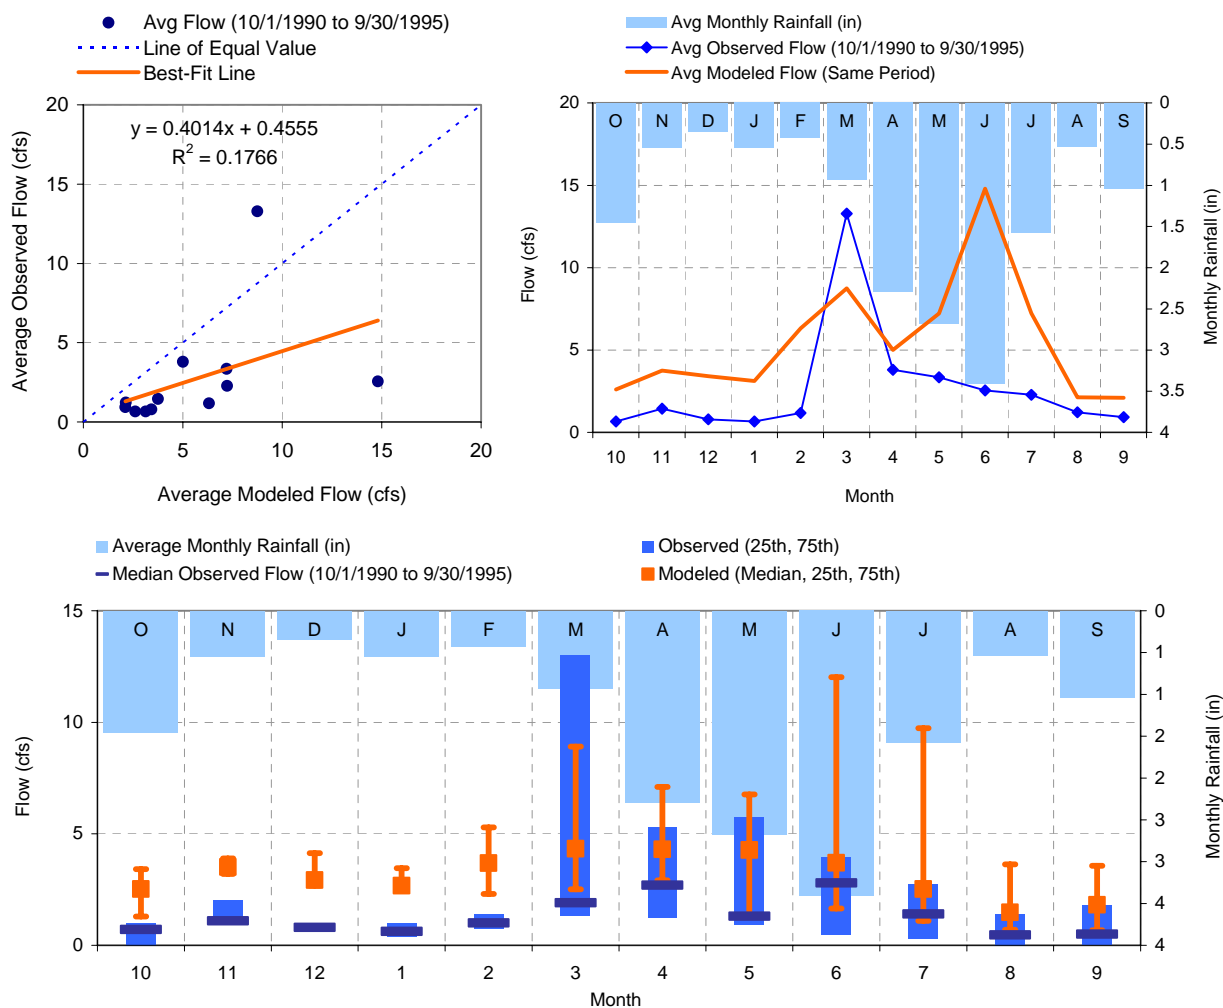 Avg Flow (10/1/1990 to 9/30/1995)
Line of Equal Value
Best-Fit Line
y = 0.4014x + 0.4555
R² = 0.1766
Average Observed Flow (cfs)
20
15
10
5
0
0 5 10 15 20
Average Modeled Flow (cfs)
Avg Monthly Rainfall (in)
Avg Observed Flow (10/1/1990 to 9/30/1995)
Avg Modeled Flow (Same Period)
Flow (cfs)
20
15
10
5
0
O N D J F M A M J J A S
0
0.5
1
1.5
2
2.5
3
3.5
4
Monthly Rainfall (in)
10 11 12 1 2 3 4 5 6 7 8 9
Month
Average Monthly Rainfall (in)
Median Observed Flow (10/1/1990 to 9/30/1995)
Observed (25th, 75th)
Modeled (Median, 25th, 75th)
Flow (cfs)
15
10
5
0
O N D J F M A M J J A S
0
1
1
2
2
3
3
4
4
Monthly Rainfall (in)
10 11 12 1 2 3 4 5 6 7 8 9
Month